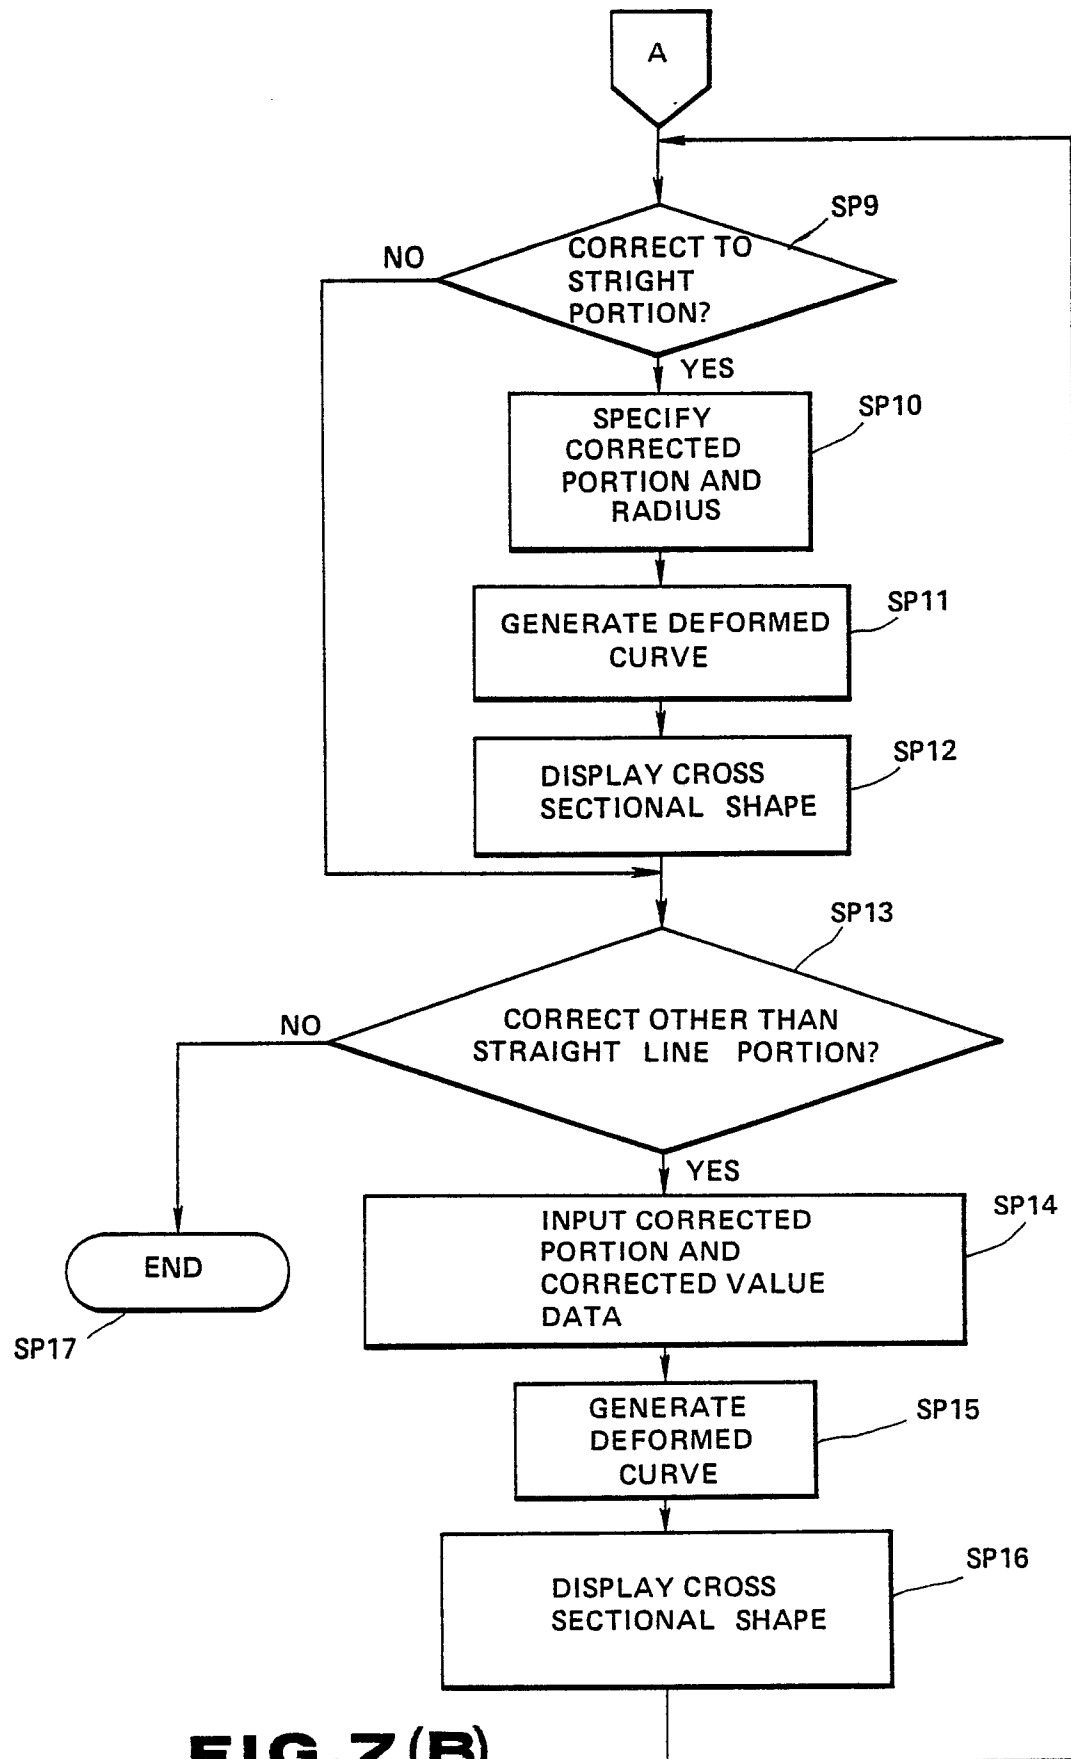 A
SP9
NO
CORRECT TO
STRIGHT
PORTION?
YES
SP10
SPECIFY
CORRECTED
PORTION AND
RADIUS
SP11
GENERATE DEFORMED
CURVE
SP12
DISPLAY CROSS
SECTIONAL SHAPE
SP13
NO
CORRECT OTHER THAN
STRAIGHT LINE PORTION?
YES
SP14
INPUT CORRECTED
PORTION AND
CORRECTED VALUE
DATA
END
SP17
SP15
GENERATE
DEFORMED
CURVE
SP16
DISPLAY CROSS
SECTIONAL SHAPE
FIG. 7 (B)